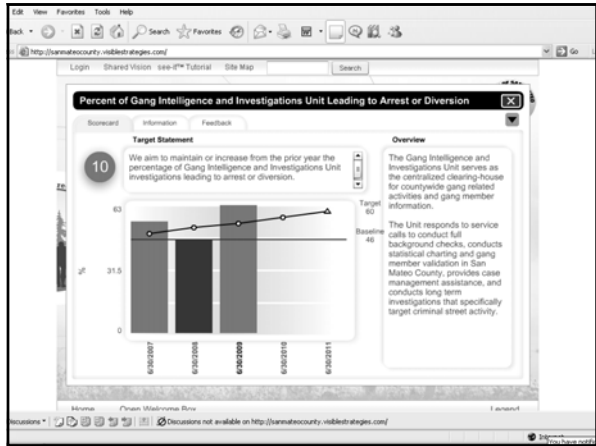 Edit View Favorites Tools Help
Back Search Favorites
http://sanmateocounty.visiblestrategies.com/ Go
Login Shared Vision see-it™ Tutorial Site Map Search
Percent of Gang Intelligence and Investigations Unit Leading to Arrest or Diversion X
Scorecard Information Feedback
Target Statement
10
We aim to maintain or increase from the prior year the
percentage of Gang Intelligence and Investigations Unit
investigations leading to arrest or diversion.
63
31.5
0
%
Target
60
Baseline
46
6/30/2007
6/30/2008
6/30/2009
6/30/2010
6/30/2011
Overview
The Gang Intelligence and
Investigations Unit serves as
the centralized clearing-house
for countywide gang related
activities and gang member
information.
The Unit responds to service
calls to conduct full
background checks, conducts
statistical charting and gang
member validation in San
Mateo County, provides case
management assistance, and
conducts long term
investigations that specifically
target criminal street activity.
Home Open Welcome Box Legend
Discussions not available on http://sanmateocounty.visiblestrategies.com/
You have notifi